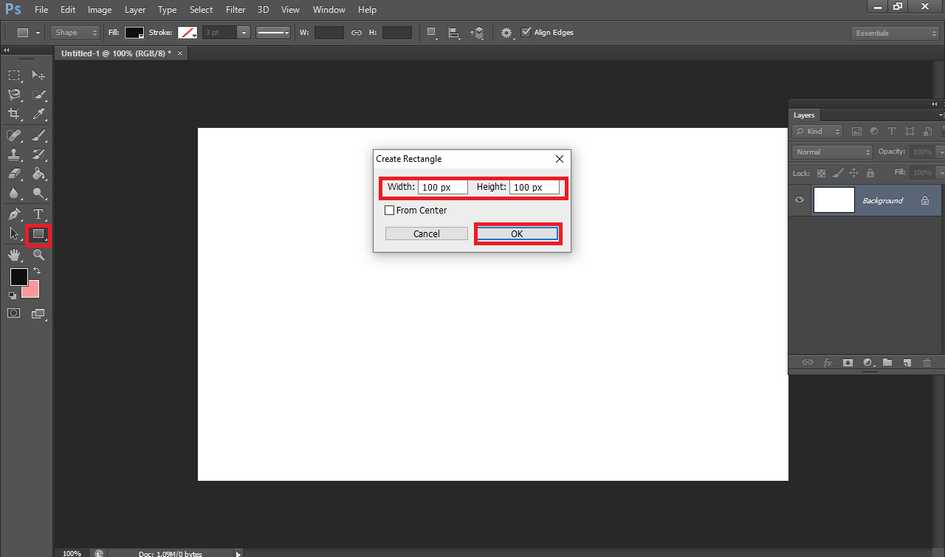 Ps File Edit Image Layer Type Select Filter 3D View Window Help
Shape Fill: Stroke: 3 pt W: H: Align Edges Essentials
Untitled-1 @ 100% (RGB/8) * ×
Layers
Kind
Normal Opacity: 100%
Lock: Fill: 100%
Background
Create Rectangle
Width: 100 px Height: 100 px
From Center
Cancel OK
T
fx
100% Doc: 1.09M/0 bytes